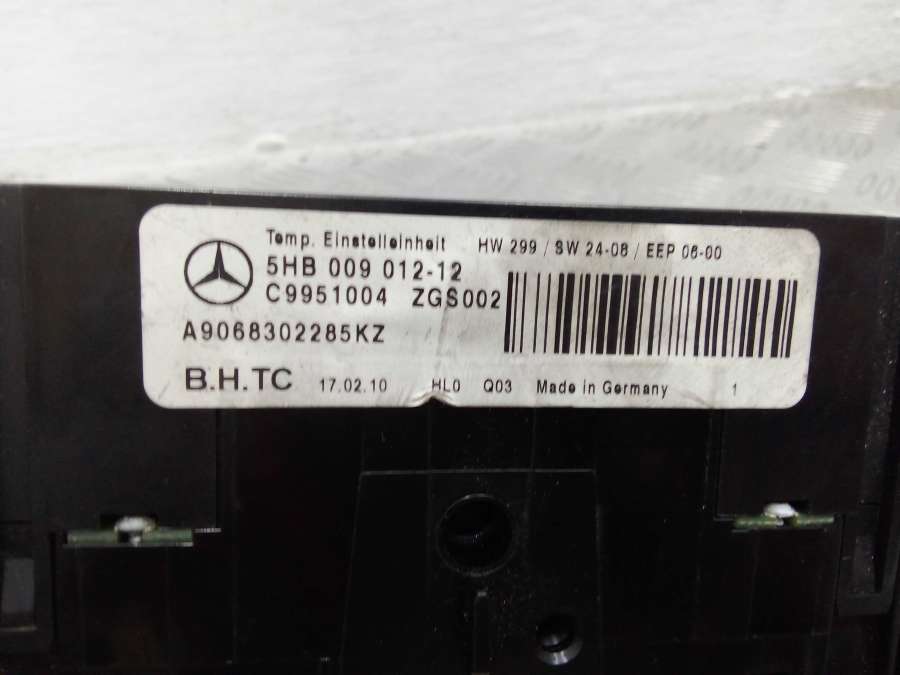 Temp. Einstelleinheit HW 299 / SW 24-08 / EEP 06-00
5HB 009 012-12
C9951004 ZGS002
A9068302285KZ
B.H.TC 17.02.10 HL0 Q03 Made in Germany 1